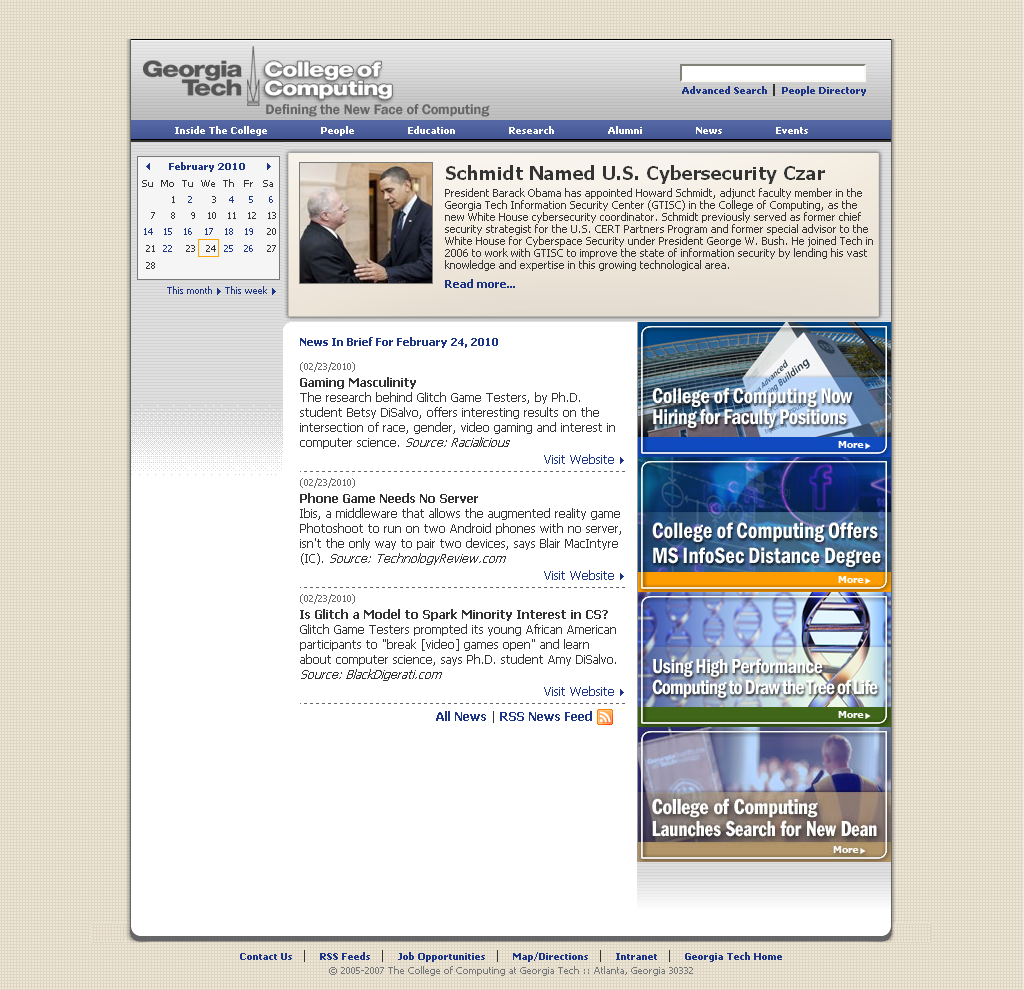 Georgia Tech
College of Computing
Defining the New Face of Computing
Advanced Search | People Directory
Inside The College People Education Research Alumni News Events
February 2010
Su Mo Tu We Th Fr Sa
1 2 3 4 5 6
7 8 9 10 11 12 13
14 15 16 17 18 19 20
21 22 23 24 25 26 27
28
This month This week
Schmidt Named U.S. Cybersecurity Czar
President Barack Obama has appointed Howard Schmidt, adjunct faculty member in the
Georgia Tech Information Security Center (GTISC) in the College of Computing, as the
new White House cybersecurity coordinator. Schmidt previously served as former chief
security strategist for the U.S. CERT Partners Program and former special advisor to the
White House for Cyberspace Security under President George W. Bush. He joined Tech in
2006 to work with GTISC to improve the state of information security by lending his vast
knowledge and expertise in this growing technological area.
Read more...
News In Brief For February 24, 2010
(02/23/2010)
Gaming Masculinity
The research behind Glitch Game Testers, by Ph.D.
student Betsy DiSalvo, offers interesting results on the
intersection of race, gender, video gaming and interest in
computer science. Source: Racialicious
Visit Website
(02/23/2010)
Phone Game Needs No Server
Ibis, a middleware that allows the augmented reality game
Photoshoot to run on two Android phones with no server,
isn't the only way to pair two devices, says Blair MacIntyre
(IC). Source: TechnologyReview.com
Visit Website
(02/23/2010)
Is Glitch a Model to Spark Minority Interest in CS?
Glitch Game Testers prompted its young African American
participants to "break [video] games open" and learn
about computer science, says Ph.D. student Amy DiSalvo.
Source: BlackDigerati.com
Visit Website
All News | RSS News Feed
Advanced
Building
College of Computing Now
Hiring for Faculty Positions
More
College of Computing Offers
MS InfoSec Distance Degree
More
Using High Performance
Computing to Draw the Tree of Life
More
College of Computing
Launches Search for New Dean
More
Contact Us | RSS Feeds | Job Opportunities | Map/Directions | Intranet | Georgia Tech Home
© 2005-2007 The College of Computing at Georgia Tech :: Atlanta, Georgia 30332